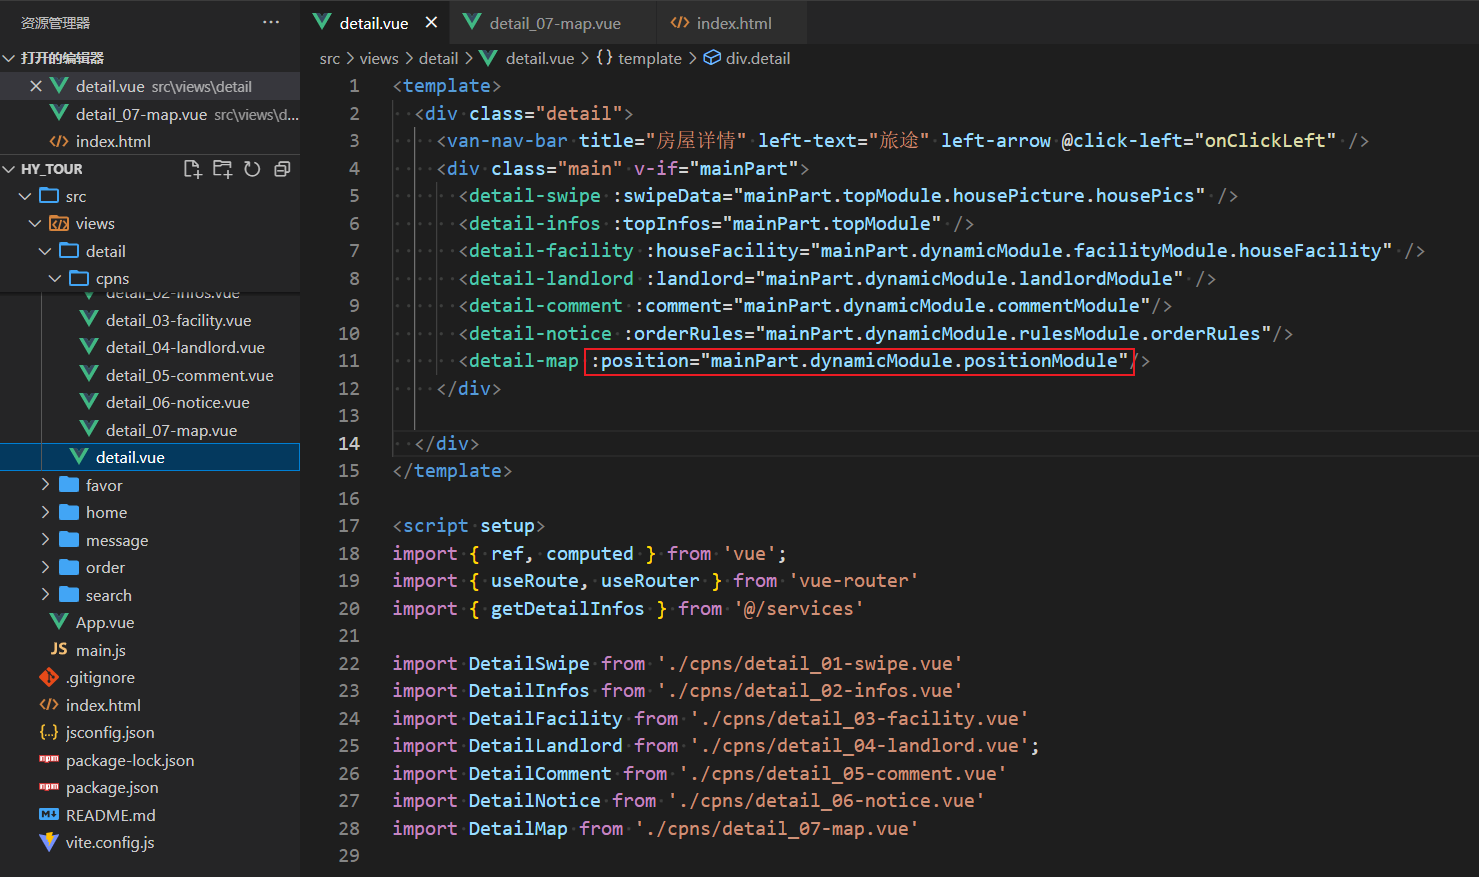 资源管理器
打开的编辑器
detail.vue src\views\detail
detail_07-map.vue src\views\d...
index.html
HY_TOUR
src
views
detail
cpns
detail_02-infos.vue
detail_03-facility.vue
detail_04-landlord.vue
detail_05-comment.vue
detail_06-notice.vue
detail_07-map.vue
detail.vue
favor
home
message
order
search
App.vue
JS main.js
.gitignore
index.html
{..} jsconfig.json
npm package-lock.json
npm package.json
README.md
vite.config.js
detail.vue detail_07-map.vue index.html
src > views > detail > detail.vue > {} template > div.detail
1 <template>
2 <div class="detail">
3 <van-nav-bar title="房屋详情" left-text="旅途" left-arrow @click-left="onClickLeft" />
4 <div class="main" v-if="mainPart">
5 <detail-swipe :swipeData="mainPart.topModule.housePicture.housePics" />
6 <detail-infos :topInfos="mainPart.topModule" />
7 <detail-facility :houseFacility="mainPart.dynamicModule.facilityModule.houseFacility" />
8 <detail-landlord :landlord="mainPart.dynamicModule.landlordModule" />
9 <detail-comment :comment="mainPart.dynamicModule.commentModule"/>
10 <detail-notice :orderRules="mainPart.dynamicModule.rulesModule.orderRules"/>
11 <detail-map :position="mainPart.dynamicModule.positionModule"/>
12 </div>
13
14 </div>
15 </template>
16
17 <script setup>
18 import { ref, computed } from 'vue';
19 import { useRoute, useRouter } from 'vue-router'
20 import { getDetailInfos } from '@/services'
21
22 import DetailSwipe from './cpns/detail_01-swipe.vue'
23 import DetailInfos from './cpns/detail_02-infos.vue'
24 import DetailFacility from './cpns/detail_03-facility.vue'
25 import DetailLandlord from './cpns/detail_04-landlord.vue';
26 import DetailComment from './cpns/detail_05-comment.vue'
27 import DetailNotice from './cpns/detail_06-notice.vue'
28 import DetailMap from './cpns/detail_07-map.vue'
29